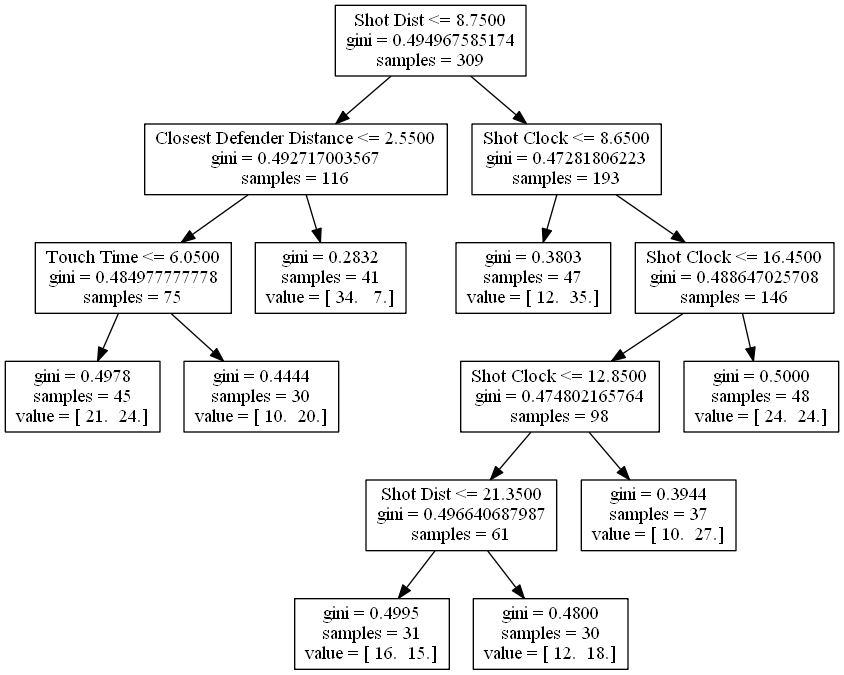 Shot Dist <= 8.7500
gini = 0.494967585174
samples = 309
Closest Defender Distance <= 2.5500
gini = 0.492717003567
samples = 116
Shot Clock <= 8.6500
gini = 0.47281806223
samples = 193
Touch Time <= 6.0500
gini = 0.484977777778
samples = 75
gini = 0.2832
samples = 41
value = [ 34.   7.]
gini = 0.3803
samples = 47
value = [ 12.  35.]
Shot Clock <= 16.4500
gini = 0.488647025708
samples = 146
gini = 0.4978
samples = 45
value = [ 21.  24.]
gini = 0.4444
samples = 30
value = [ 10.  20.]
Shot Clock <= 12.8500
gini = 0.474802165764
samples = 98
gini = 0.5000
samples = 48
value = [ 24.  24.]
Shot Dist <= 21.3500
gini = 0.496640687987
samples = 61
gini = 0.3944
samples = 37
value = [ 10.  27.]
gini = 0.4995
samples = 31
value = [ 16.  15.]
gini = 0.4800
samples = 30
value = [ 12.  18.]